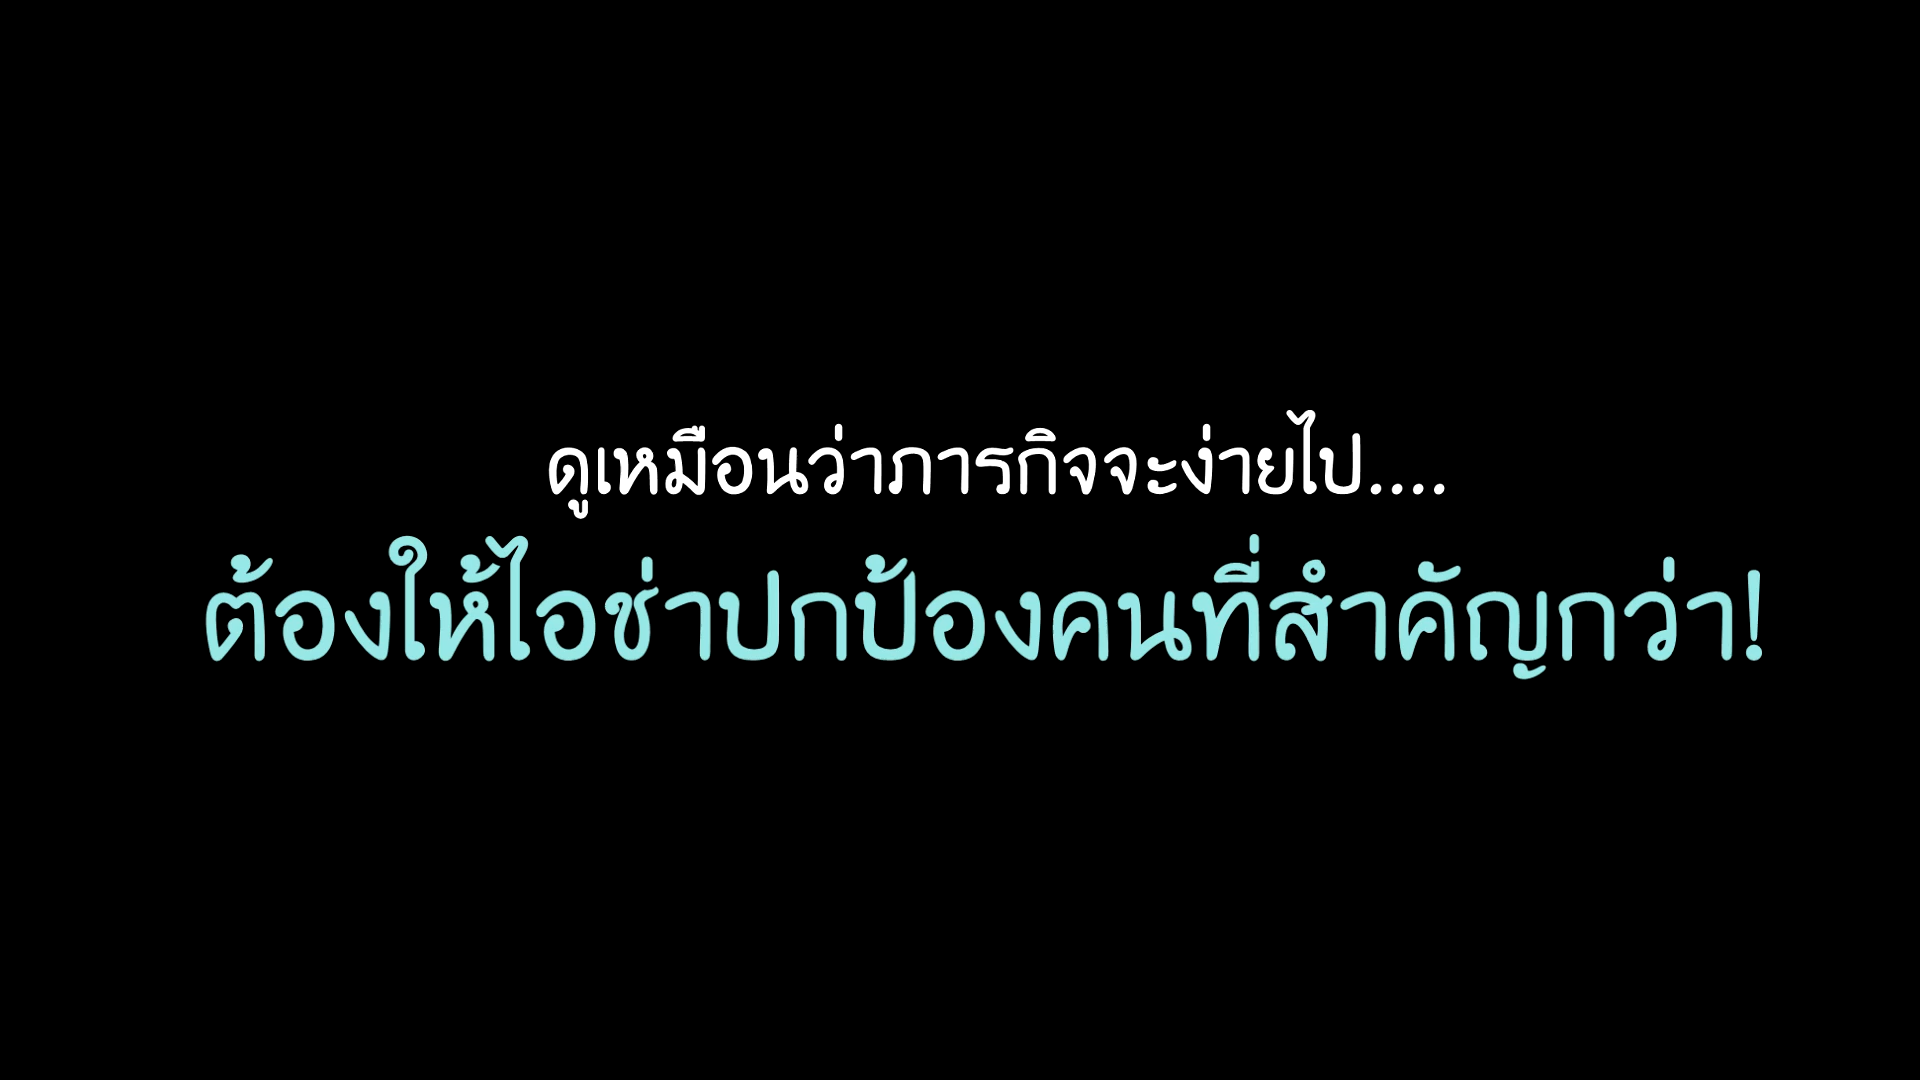 ดูเหมือนว่าภารกิจจะง่ายไป....
ต้องให้ไอซ่าปกป้องคนที่สำคัญกว่า!